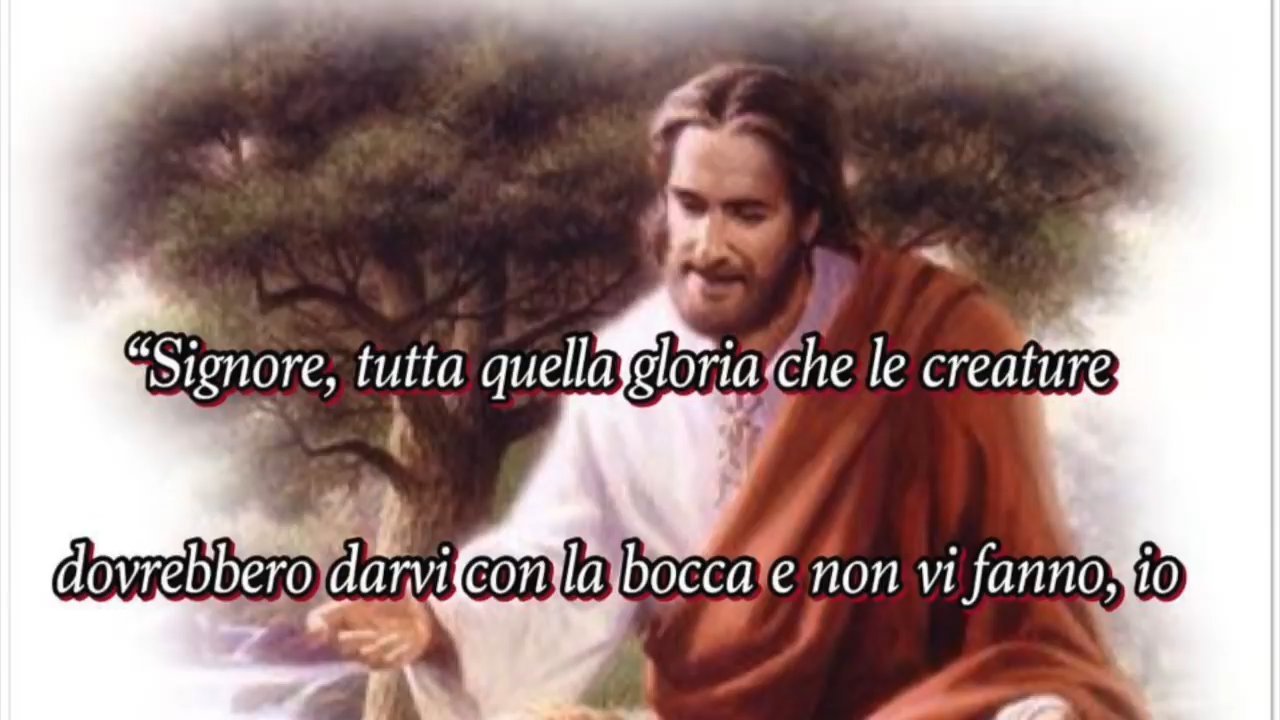 “Signore, tutta quella gloria che le creature
dovrebbero darvi con la bocca e non vi fanno, io